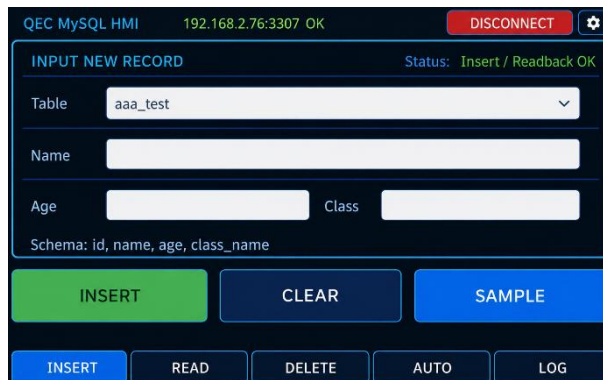 QEC MySQL HMI 192.168.2.76:3307 OK DISCONNECT
INPUT NEW RECORD Status: Insert / Readback OK
Table aaa_test
Name
Age Class
Schema: id, name, age, class_name
INSERT CLEAR SAMPLE
INSERT READ DELETE AUTO LOG